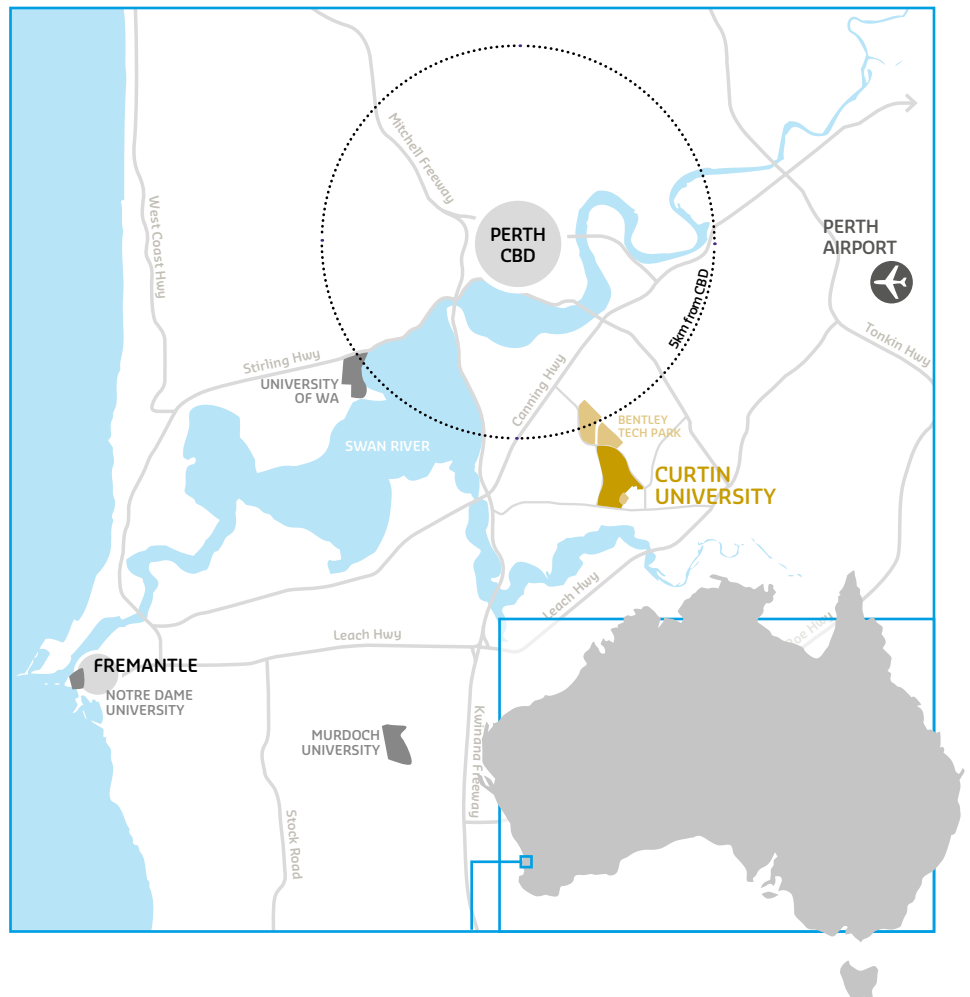 Mitchell Freeway
West Coast Hwy
PERTH
CBD
PERTH
AIRPORT
5km from CBD
Tonkin Hwy
Stirling Hwy
UNIVERSITY
OF WA
Canning Hwy
BENTLEY
TECH PARK
SWAN RIVER
CURTIN
UNIVERSITY
Leach Hwy
Roe Hwy
Leach Hwy
FREMANTLE
NOTRE DAME
UNIVERSITY
MURDOCH
UNIVERSITY
Kwinana Freeway
Stock Road